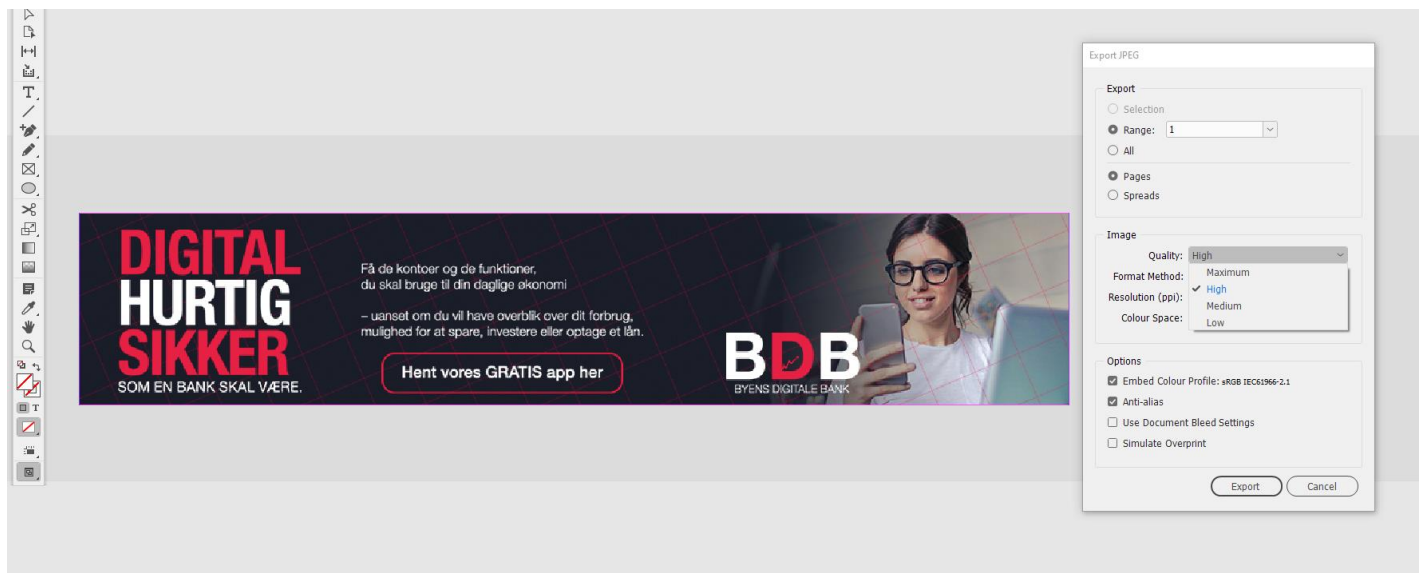 Export JPEG
Export
Selection
Range: 1
All
Pages
Spreads
Image
Quality: High
Maximum
Format Method:
High
Resolution (ppi):
Medium
Colour Space:
Low
Options
Embed Colour Profile: sRGB IEC61966-2.1
Anti-alias
Use Document Bleed Settings
Simulate Overprint
Export Cancel
DIGITAL
HURTIG
SIKKER
SOM EN BANK SKAL VÆRE.
Få de kontoer og de funktioner,
du skal bruge til din daglige økonomi
– uanset om du vil have overblik over dit forbrug,
mulighed for at spare, investere eller optage et lån.
Hent vores GRATIS app her
BDB
BYENS DIGITALE BANK
T
T